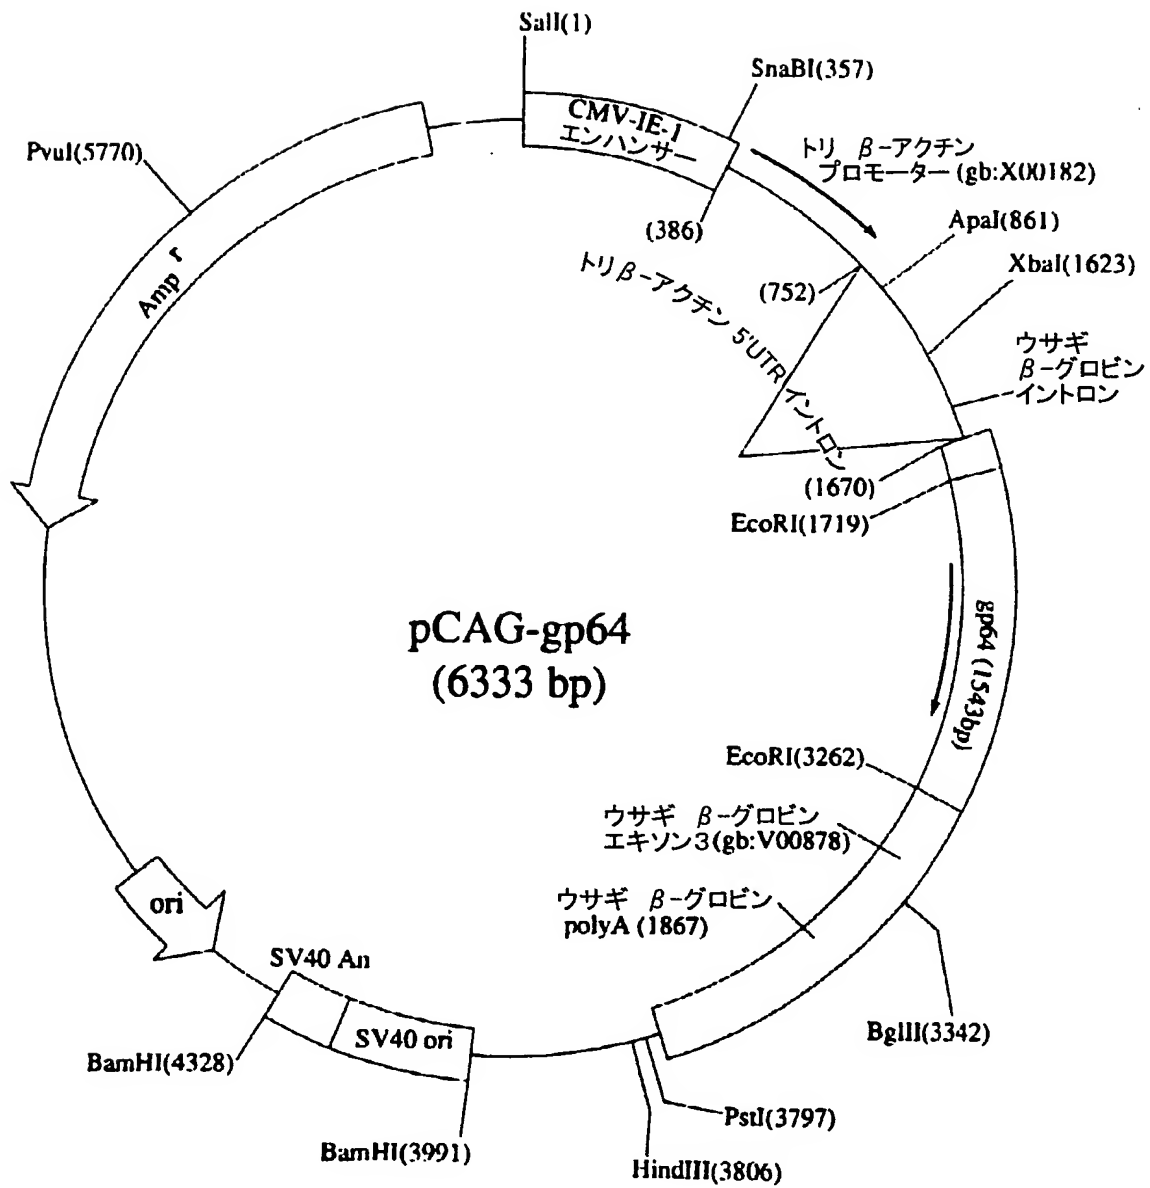 SalI(1)
SnaBI(357)
CMV-IE-1
エンハンサー
トリ β-アクチン
プロモーター (gb:X00182)
PvuI(5770)
(386)
ApaI(861)
XbaI(1623)
Amp r
トリβ-アクチン 5'UTR イントロン
(752)
ウサギ
β-グロビン
イントロン
(1670)
EcoRI(1719)
pCAG-gp64
(6333 bp)
gp64 (1543bp)
EcoRI(3262)
ウサギ β-グロビン
エキソン3(gb:V00878)
ウサギ β-グロビン
polyA (1867)
ori
SV40 An
SV40 ori
BglII(3342)
BamHI(4328)
PstI(3797)
BamHI(3991)
HindIII(3806)